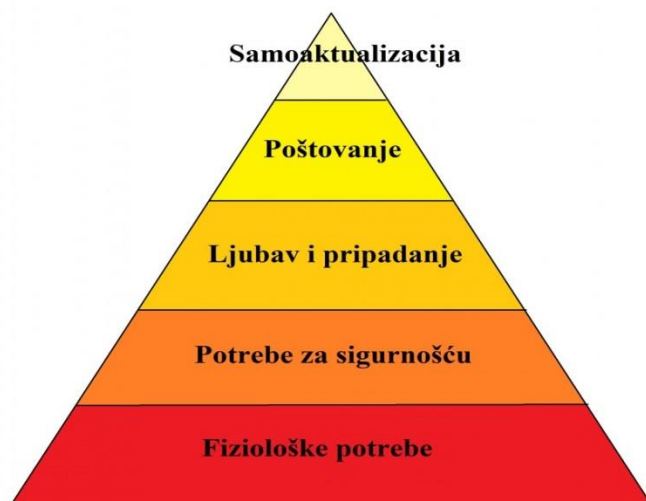 Samoaktualizacija
Poštovanje
Ljubav i pripadanje
Potrebe za sigurnošću
Fiziološke potrebe